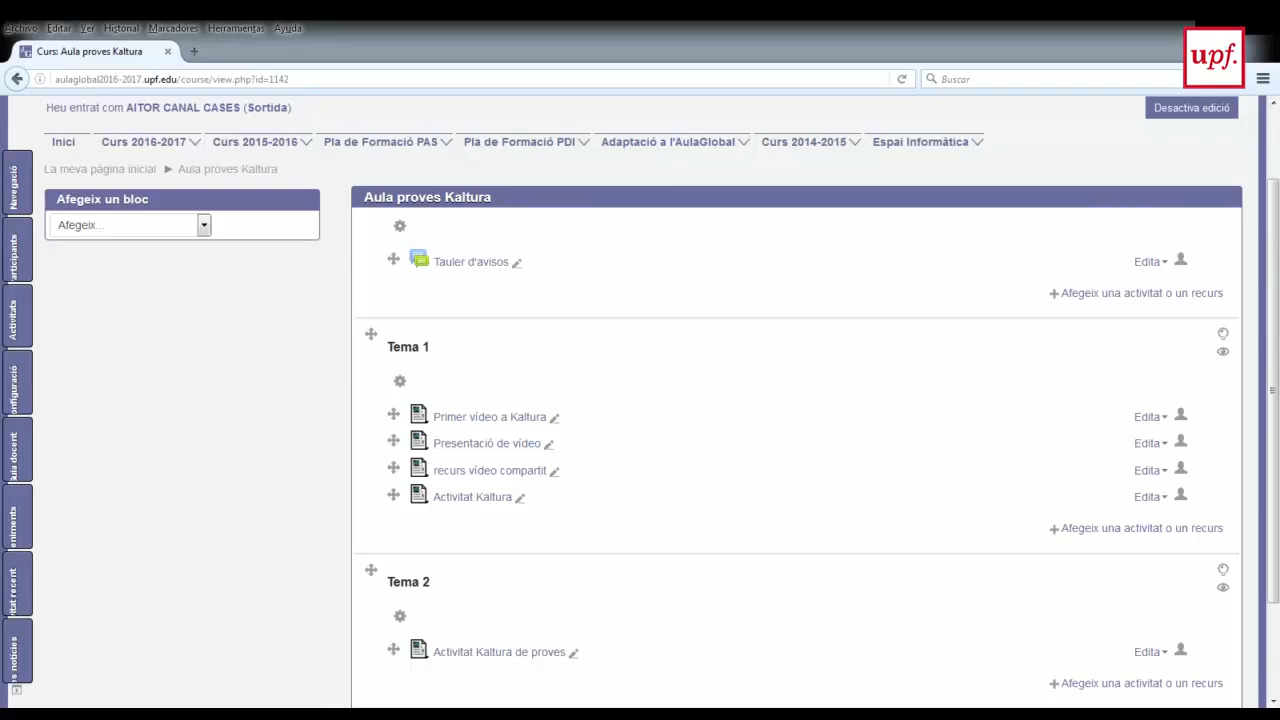 Archivo Editar Ver Historial Marcadores Herramientas Ayuda
Curs: Aula proves Kaltura
upf.
aulaglobal2016-2017.upf.edu/course/view.php?id=1142
Buscar
Heu entrat com AITOR CANAL CASES (Sortida)
Desactiva edició
Inici Curs 2016-2017 Curs 2015-2016 Pla de Formació PAS Pla de Formació PDI Adaptació a l'AulaGlobal Curs 2014-2015 Espai Informàtica
La meva pàgina inicial ► Aula proves Kaltura
Navegació
articipants
Activitats
onfiguració
uia docent
eniments
itat recent
s notícies
Afegeix un bloc
Afegeix...
Aula proves Kaltura
Tauler d'avisos
Edita
Afegeix una activitat o un recurs
Tema 1
Primer vídeo a Kaltura
Edita
Presentació de vídeo
Edita
recurs vídeo compartit
Edita
Activitat Kaltura
Edita
Afegeix una activitat o un recurs
Tema 2
Activitat Kaltura de proves
Edita
Afegeix una activitat o un recurs